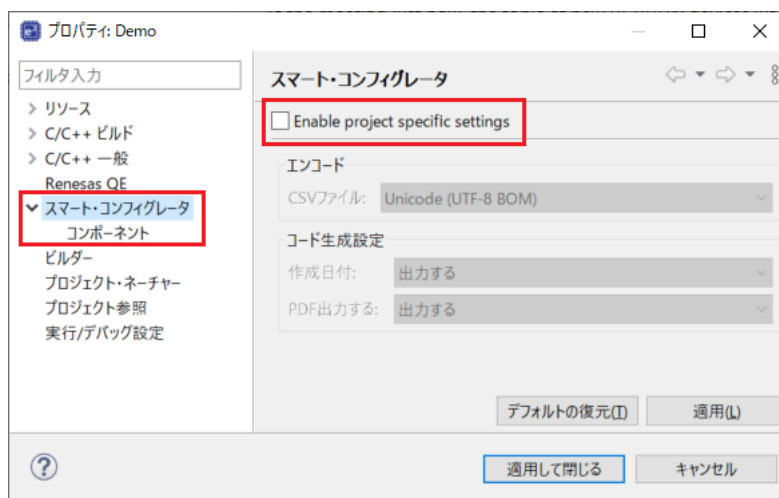 プロパティ: Demo
フィルタ入力
リソース
C/C++ ビルド
C/C++ 一般
Renesas QE
スマート・コンフィグレータ
コンポーネント
ビルダー
プロジェクト・ネーチャー
プロジェクト参照
実行/デバッグ設定
スマート・コンフィグレータ
Enable project specific settings
エンコード
CSVファイル: Unicode (UTF-8 BOM)
コード生成設定
作成日付: 出力する
PDF出力する: 出力する
デフォルトの復元(T) 適用(L)
適用して閉じる キャンセル